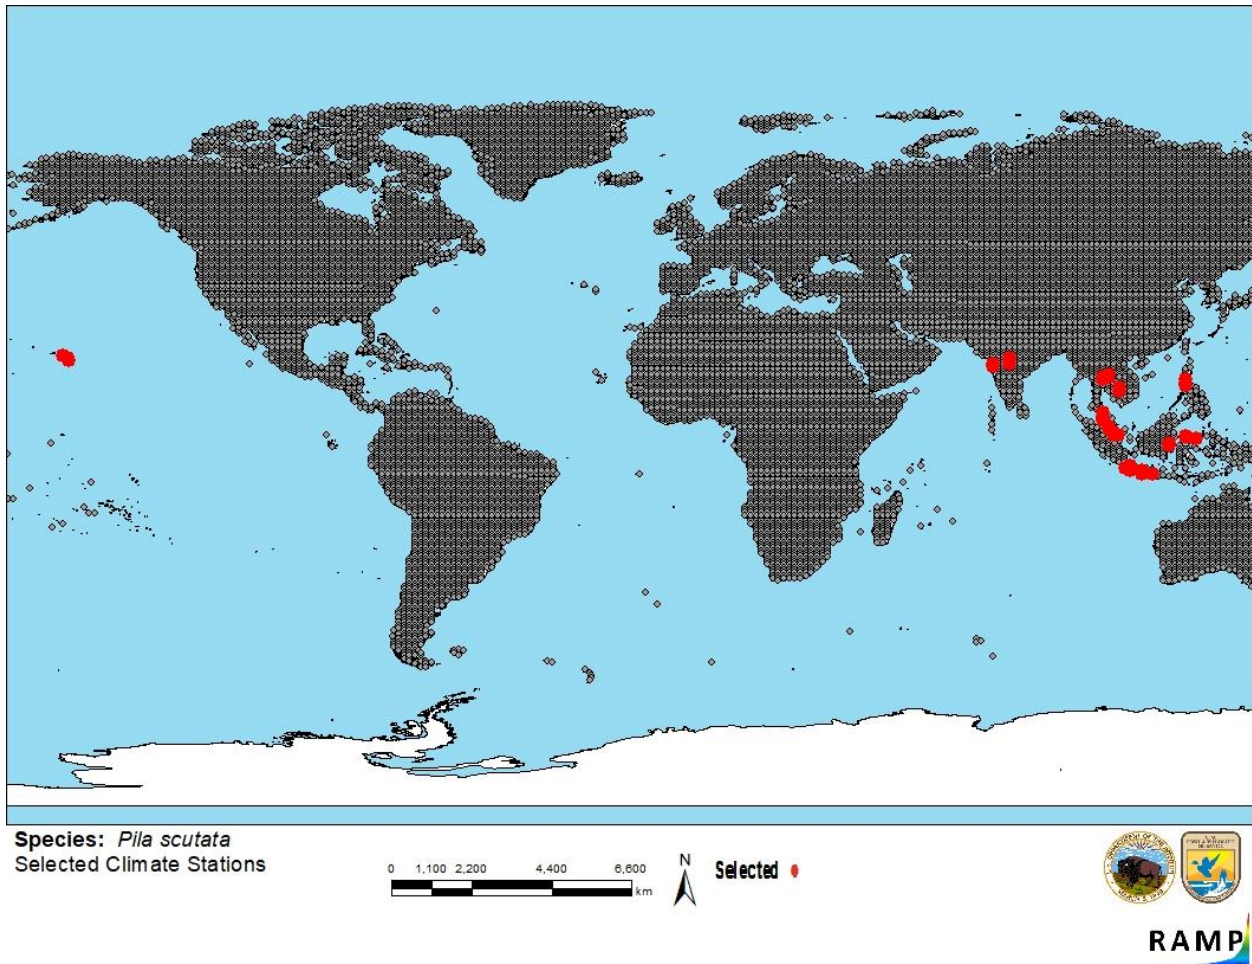 Species: Pila scutata
Selected Climate Stations
0 1,100 2,200 4,400 6,600
km
N
Selected
RAMP